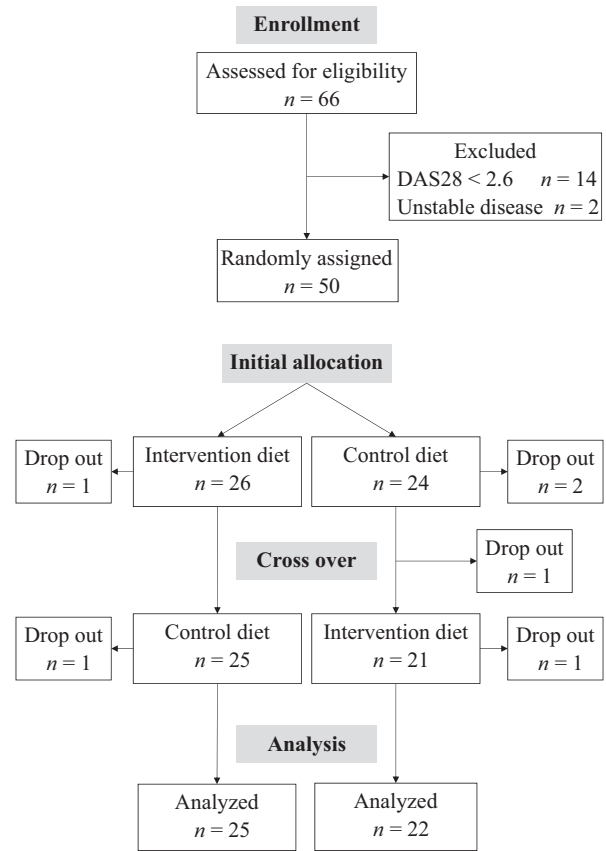 Enrollment
Assessed for eligibility
n = 66
Excluded
DAS28 < 2.6 n = 14
Unstable disease n = 2
Randomly assigned
n = 50
Initial allocation
Drop out
n = 1
Intervention diet
n = 26
Control diet
n = 24
Drop out
n = 2
Cross over
Drop out
n = 1
Drop out
n = 1
Control diet
n = 25
Intervention diet
n = 21
Drop out
n = 1
Analysis
Analyzed
n = 25
Analyzed
n = 22